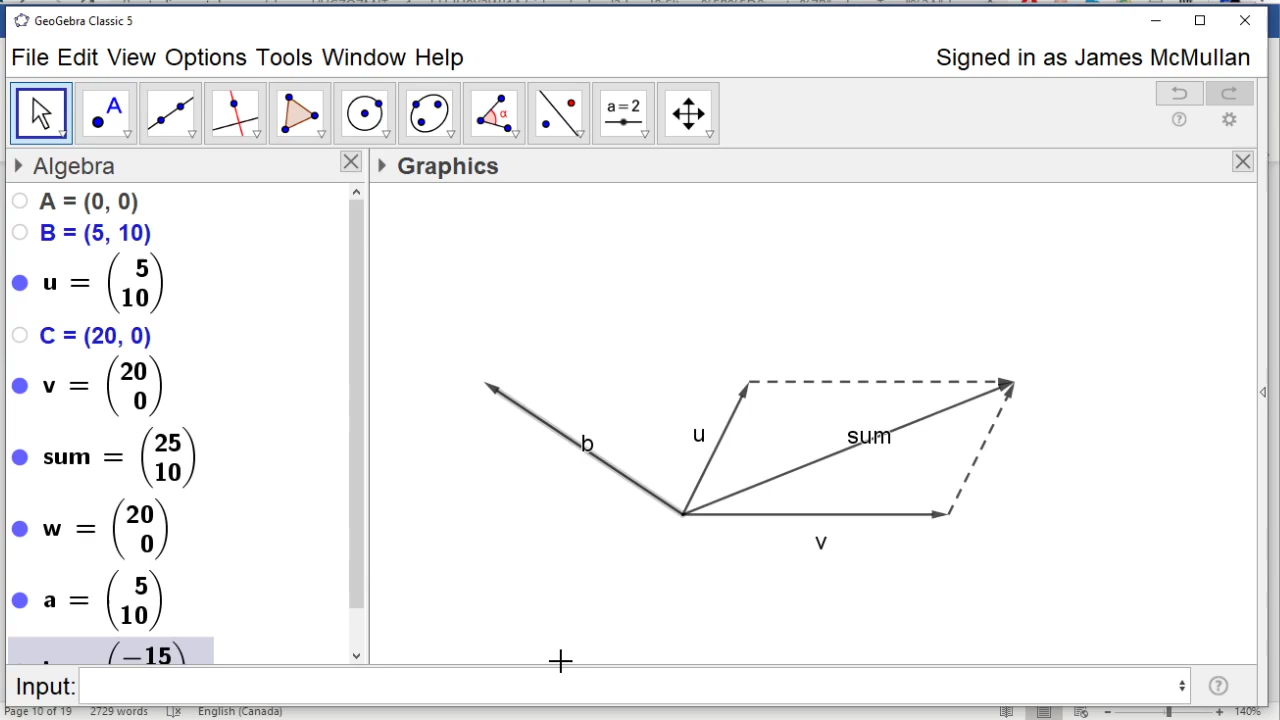 GeoGebra Classic 5
File Edit View Options Tools Window Help
Signed in as James McMullan
A
α
a = 2
Algebra
Graphics
A = (0, 0)
B = (5, 10)
u = (5
10)
C = (20, 0)
v = (20
0)
sum = (25
10)
w = (20
0)
a = (5
10)
(−15)
b
u
sum
v
Input:
Page 10 of 19 2729 words English (Canada) 140%